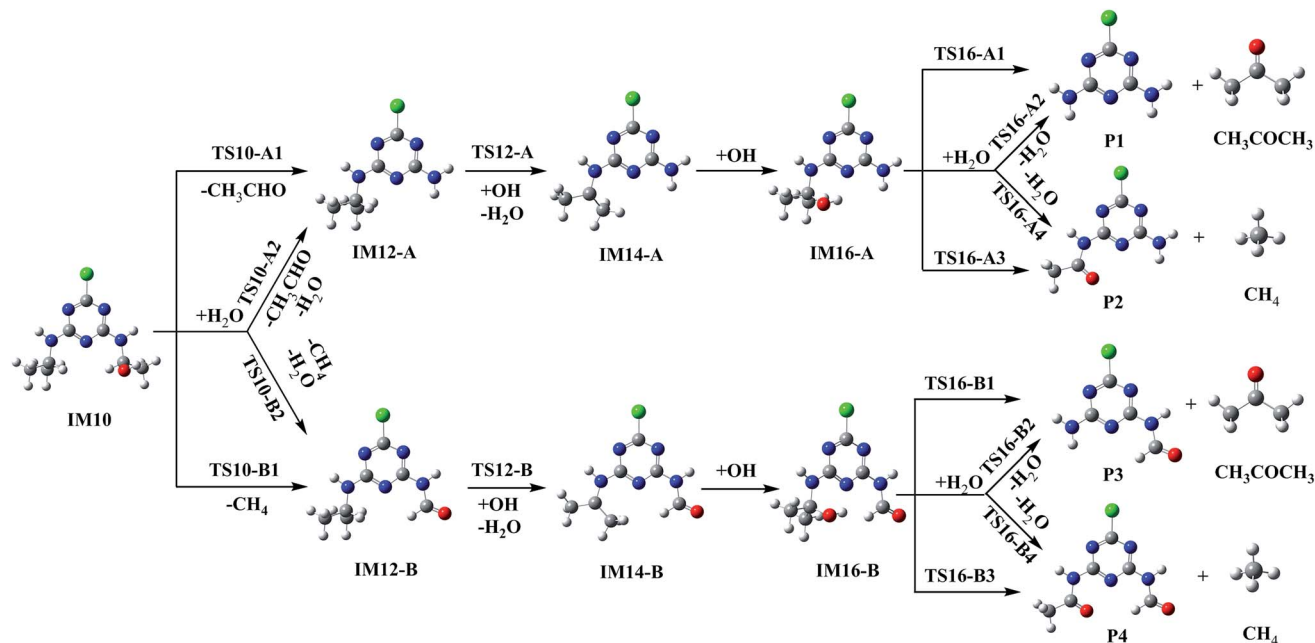 TS16-A1
+
P1
CH₃COCH₃
TS10-A1
-CH₃CHO
IM12-A
TS12-A
+OH
-H₂O
IM14-A
+OH
IM16-A
+H₂O
TS16-A2
-H₂O
-H₂O
TS16-A4
TS16-A3
+
P2
CH₄
IM10
+H₂O
TS10-A2
-CH₃CHO
-H₂O
-CH₄
-H₂O
TS10-B2
TS10-B1
-CH₄
IM12-B
TS12-B
+OH
-H₂O
IM14-B
+OH
IM16-B
TS16-B1
+
P3
CH₃COCH₃
+H₂O
TS16-B2
-H₂O
-H₂O
TS16-B4
TS16-B3
+
P4
CH₄